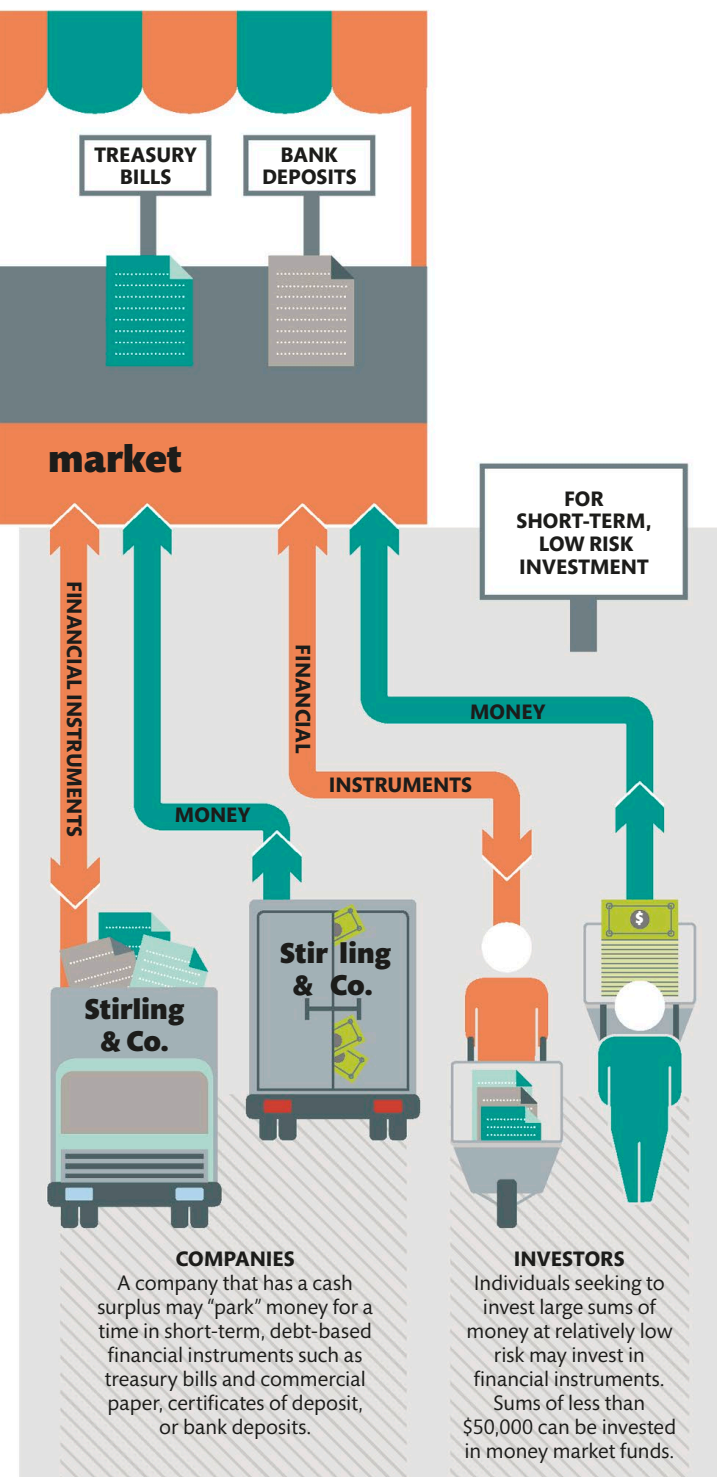 TREASURY
BILLS
BANK
DEPOSITS
market
FOR
SHORT-TERM,
LOW RISK
INVESTMENT
FINANCIAL INSTRUMENTS
MONEY
FINANCIAL
INSTRUMENTS
MONEY
Stirling
& Co.
Stir ling
& Co.
$
COMPANIES
A company that has a cash
surplus may “park” money for a
time in short-term, debt-based
financial instruments such as
treasury bills and commercial
paper, certificates of deposit,
or bank deposits.
INVESTORS
Individuals seeking to
invest large sums of
money at relatively low
risk may invest in
financial instruments.
Sums of less than
$50,000 can be invested
in money market funds.